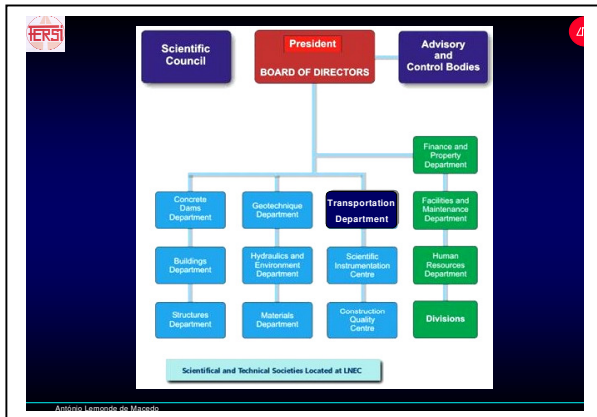 FERSI
Scientific
Council
President
BOARD OF DIRECTORS
Advisory
and
Control Bodies
Finance and
Property
Department
Concrete
Dams
Department
Geotechnique
Department
Transportation
Department
Facilities and
Maintenance
Department
Buildings
Department
Hydraulics and
Environment
Department
Scientific
Instrumentation
Centre
Human
Resources
Department
Structures
Department
Materials
Department
Construction
Quality
Centre
Divisions
Scientifical and Technical Societies Located at LNEC
António Lemonde de Macedo